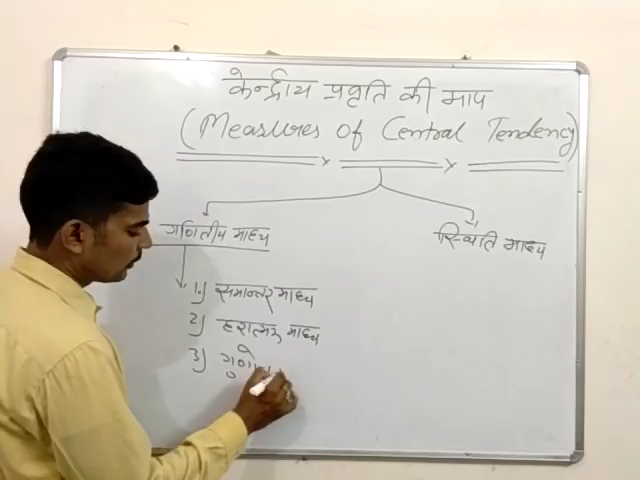 केन्द्रीय प्रवृति की माप
(Measures of Central Tendency)
गणितीय माध्य
स्थिति माध्य
1.) समान्तर माध्य
2) हरात्मक माध्य
3)